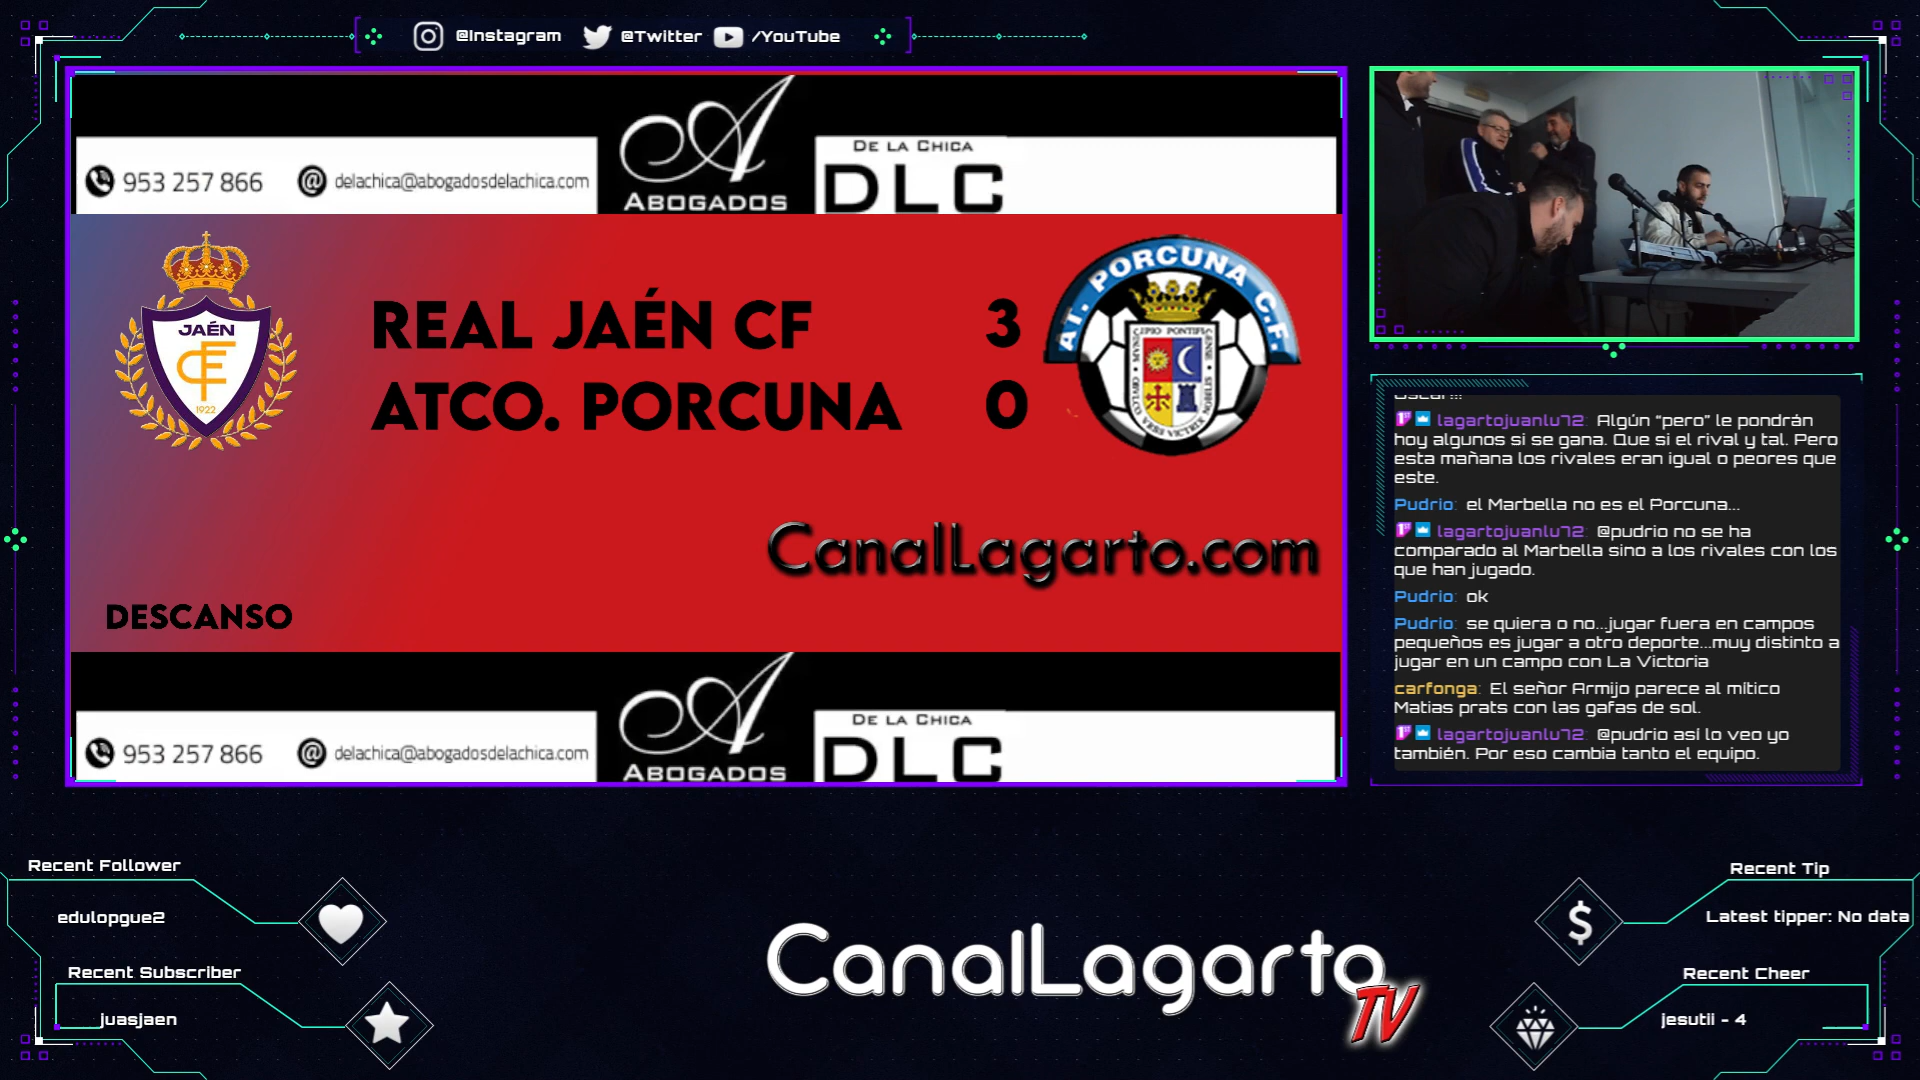 @Instagram @Twitter /YouTube
953 257 866 @ delachica@abogadosdelachica.com
A
ABOGADOS
DE LA CHICA
DLC
JAÉN
CF
1922
REAL JAÉN CF 3
ATCO. PORCUNA 0
AT. PORCUNA C.F.
CanalLagarto.com
DESCANSO
953 257 866 @ delachica@abogadosdelachica.com
A
ABOGADOS
DE LA CHICA
DLC
lagartojuanlu72: Algún “pero” le pondrán
hoy algunos si se gana. Que si el rival y tal. Pero
esta mañana los rivales eran igual o peores que
este.
Pudrio: el Marbella no es el Porcuna...
lagartojuanlu72: @pudrio no se ha
comparado al Marbella sino a los rivales con los
que han jugado.
Pudrio: ok
Pudrio: se quiera o no...jugar fuera en campos
pequeños es jugar a otro deporte...muy distinto a
jugar en un campo con La Victoria
carfonga: El señor Armijo parece al mítico
Matias prats con las gafas de sol.
lagartojuanlu72: @pudrio así lo veo yo
también. Por eso cambia tanto el equipo.
Recent Follower
edulopgue2
Recent Subscriber
juasjaen
CanalLagarto
TV
Recent Tip
$
Latest tipper: No data
Recent Cheer
jesutii - 4